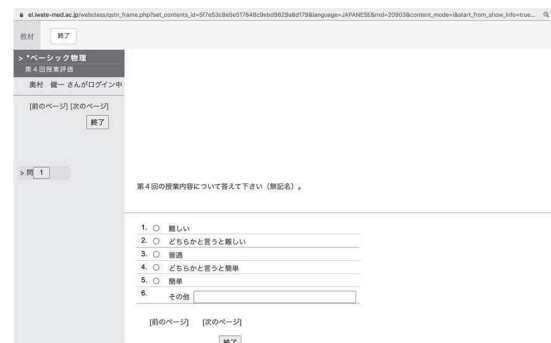 el.iwate-med.ac.jp/webclass/qstn_frame.php?set_contents_id=5f7e53c8e5e517848c9ebd9829a8d179&language=JAPANESE&md=20903&content_mode=i&start_from_show_info=true...
教材 終了
> *ベーシック物理
第4回授業評価
奥村 健一 さんがログイン中
[前のページ] [次のページ]
終了
» 問 1
第4回の授業内容について答えて下さい（無記名）。
1. 難しい
2. どちらかと言うと難しい
3. 普通
4. どちらかと言うと簡単
5. 簡単
6. その他
[前のページ] [次のページ]
終了